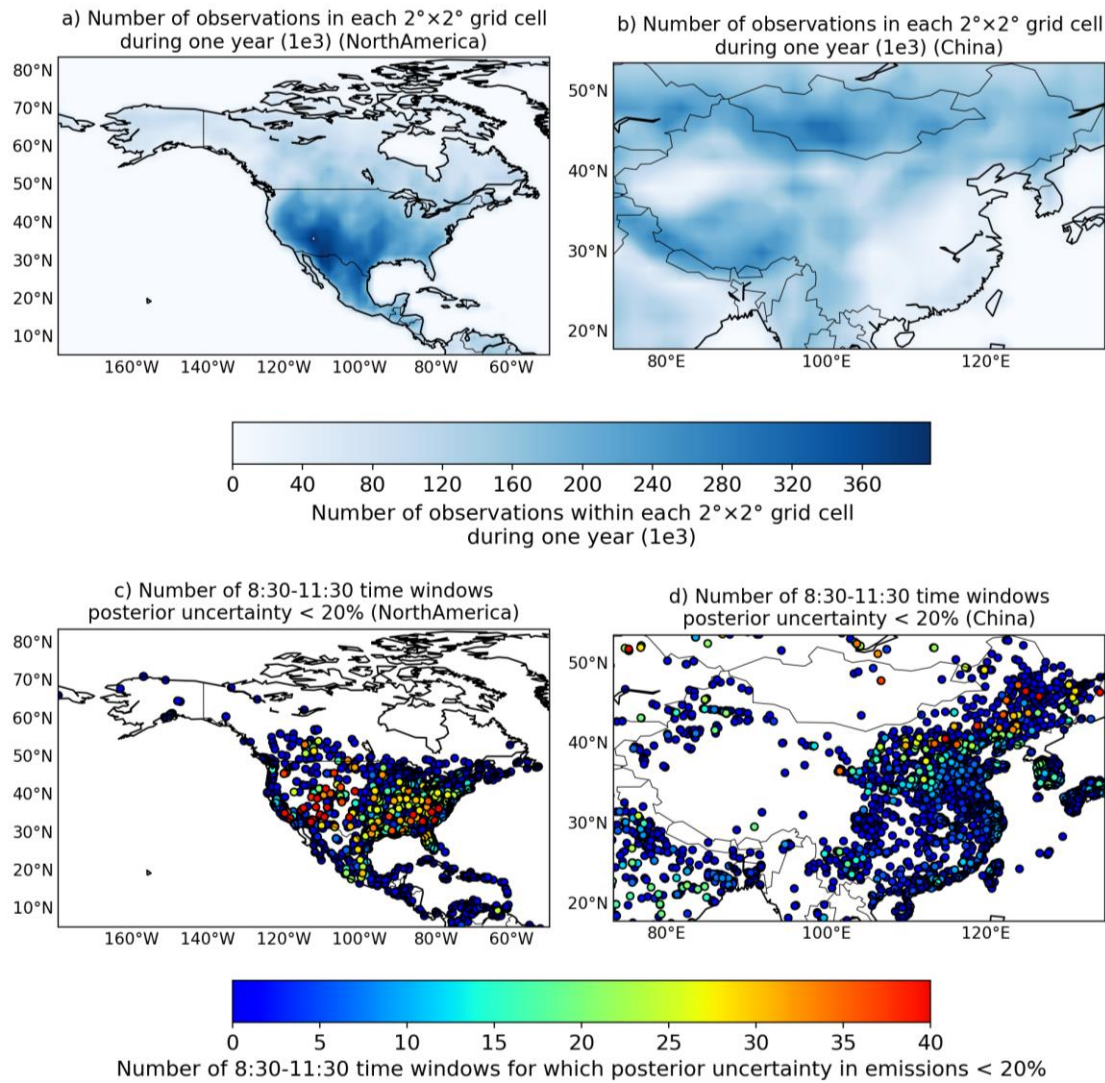 a) Number of observations in each 2°×2° grid cell
during one year (1e3) (NorthAmerica)
80°N
70°N
60°N
50°N
40°N
30°N
20°N
10°N
160°W 140°W 120°W 100°W 80°W 60°W
b) Number of observations in each 2°×2° grid cell
during one year (1e3) (China)
50°N
40°N
30°N
20°N
80°E 100°E 120°E
0 40 80 120 160 200 240 280 320 360
Number of observations within each 2°×2° grid cell
during one year (1e3)
c) Number of 8:30-11:30 time windows
posterior uncertainty < 20% (NorthAmerica)
80°N
70°N
60°N
50°N
40°N
30°N
20°N
10°N
160°W 140°W 120°W 100°W 80°W 60°W
d) Number of 8:30-11:30 time windows
posterior uncertainty < 20% (China)
50°N
40°N
30°N
20°N
80°E 100°E 120°E
0 5 10 15 20 25 30 35 40
Number of 8:30-11:30 time windows for which posterior uncertainty in emissions < 20%